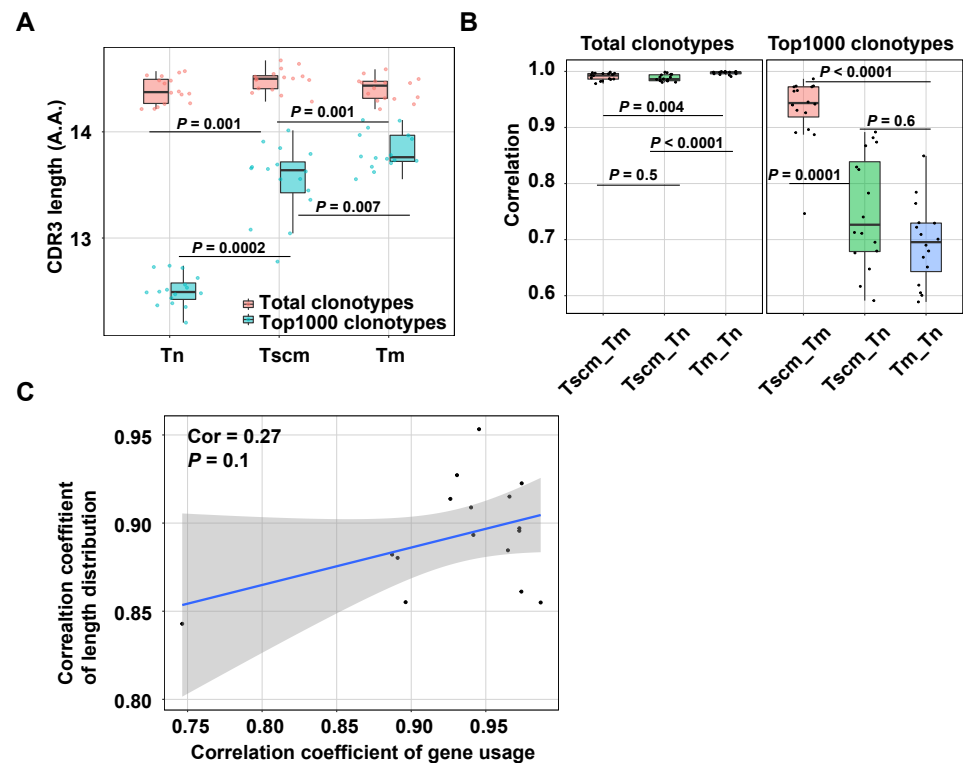 A
CDR3 length (A.A.)
14
13
P = 0.001
P = 0.001
P = 0.007
P = 0.0002
Total clonotypes
Top1000 clonotypes
Tn
Tscm
Tm
B
Total clonotypes
Top1000 clonotypes
Correlation
1.0
0.9
0.8
0.7
0.6
P = 0.004
P < 0.0001
P = 0.5
P < 0.0001
P = 0.6
P = 0.0001
Tscm_Tm
Tscm_Tn
Tm_Tn
Tscm_Tm
Tscm_Tn
Tm_Tn
C
Correaltion coeffitient
of length distribution
0.95
0.90
0.85
0.80
Cor = 0.27
P = 0.1
0.75
0.80
0.85
0.90
0.95
Correlation coefficient of gene usage